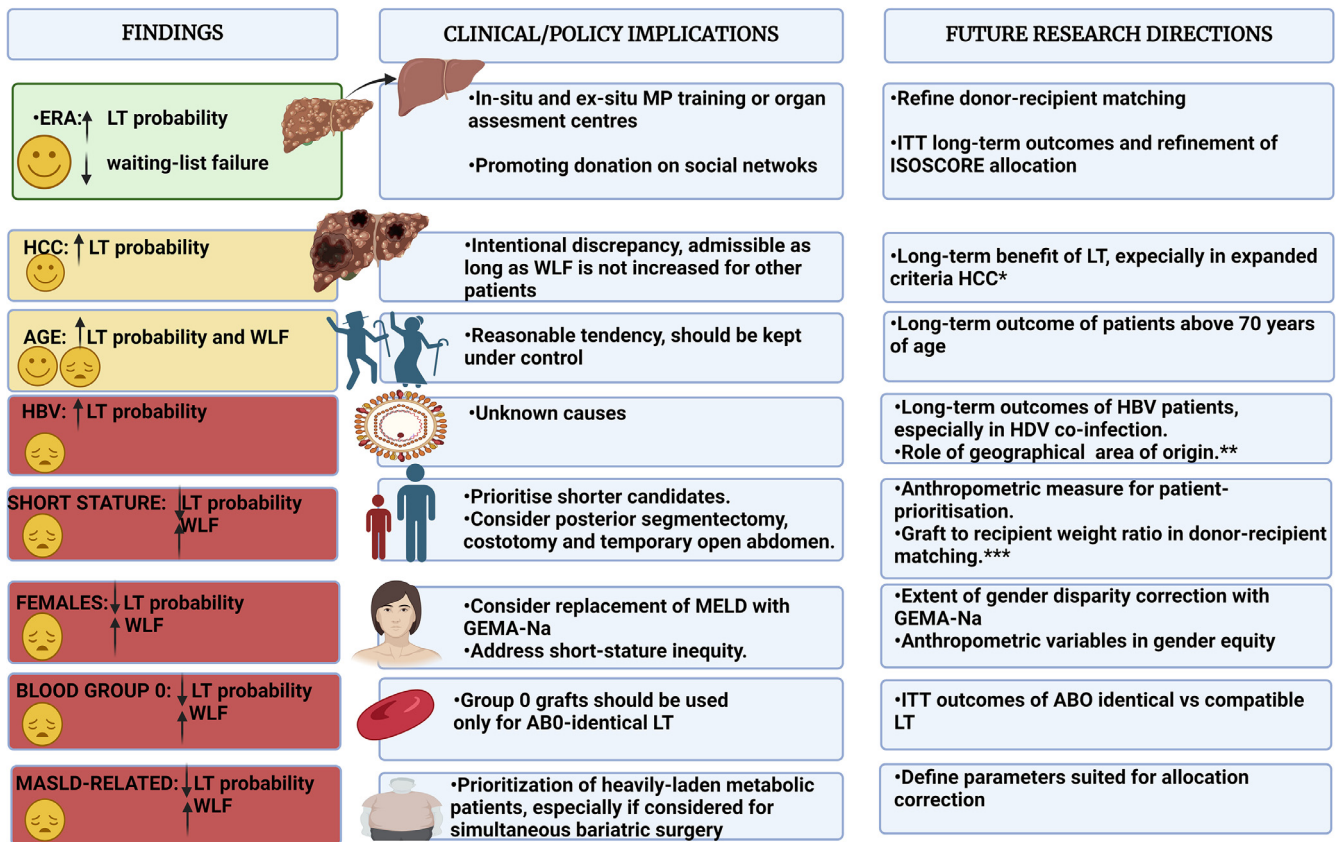 FINDINGS
CLINICAL/POLICY IMPLICATIONS
FUTURE RESEARCH DIRECTIONS
•ERA:↑ LT probability
↓ waiting-list failure
•In-situ and ex-situ MP training or organ
assesment centres
•Promoting donation on social netwoks
•Refine donor-recipient matching
•ITT long-term outcomes and refinement of
ISOSCORE allocation
HCC: ↑ LT probability
•Intentional discrepancy, admissible as
long as WLF is not increased for other
patients
•Long-term benefit of LT, expecially in expanded
criteria HCC*
AGE: ↑ LT probability and WLF
•Reasonable tendency, should be kept
under control
•Long-term outcome of patients above 70 years
of age
HBV: ↑ LT probability
•Unknown causes
•Long-term outcomes of HBV patients,
especially in HDV co-infection.
•Role of geographical area of origin.**
SHORT STATURE: ↓ LT probability
↑ WLF
•Prioritise shorter candidates.
•Consider posterior segmentectomy,
costotomy and temporary open abdomen.
•Anthropometric measure for patient-
prioritisation.
•Graft to recipient weight ratio in donor-recipient
matching.***
FEMALES: ↓ LT probability
↑ WLF
•Consider replacement of MELD with
GEMA-Na
•Address short-stature inequity.
•Extent of gender disparity correction with
GEMA-Na
•Anthropometric variables in gender equity
BLOOD GROUP 0: ↓ LT probability
↑ WLF
•Group 0 grafts should be used
only for AB0-identical LT
•ITT outcomes of ABO identical vs compatible
LT
MASLD-RELATED: ↓ LT probability
↑ WLF
•Prioritization of heavily-laden metabolic
patients, especially if considered for
simultaneous bariatric surgery
•Define parameters suited for allocation
correction